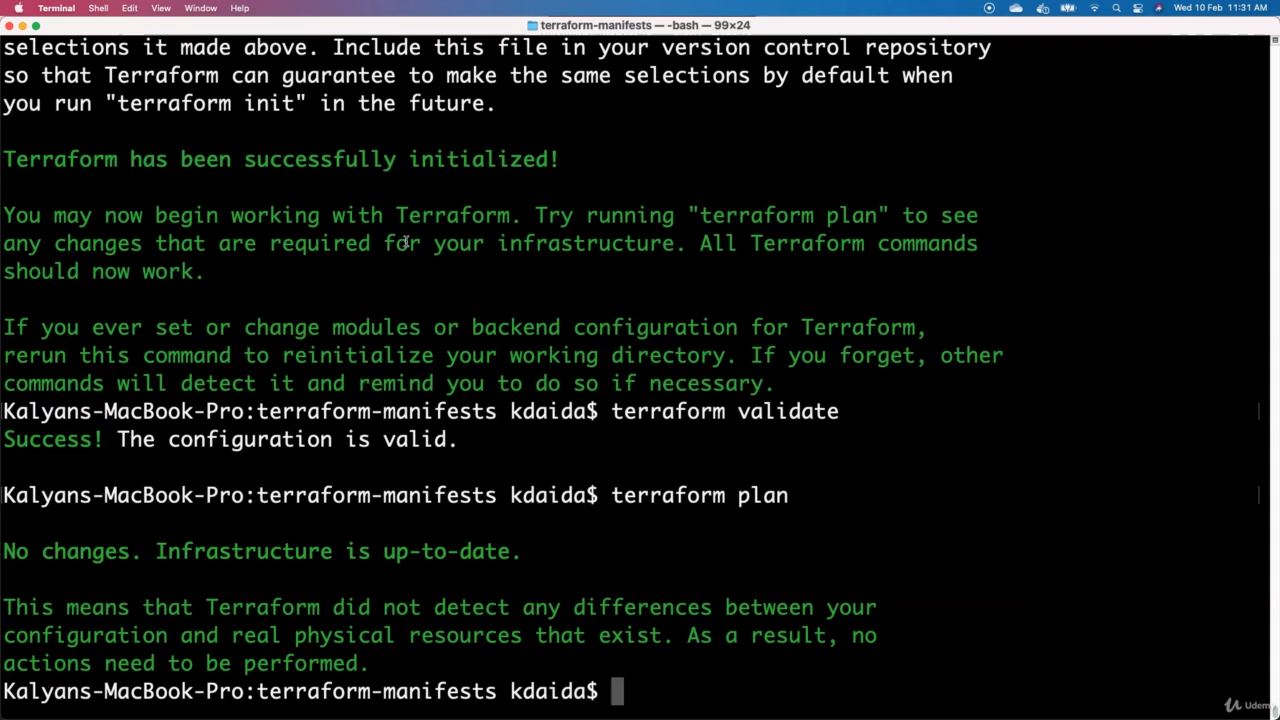 Terminal Shell Edit View Window Help Wed 10 Feb 11:31 AM
terraform-manifests — -bash — 99×24
selections it made above. Include this file in your version control repository
so that Terraform can guarantee to make the same selections by default when
you run "terraform init" in the future.
Terraform has been successfully initialized!
You may now begin working with Terraform. Try running "terraform plan" to see
any changes that are required for your infrastructure. All Terraform commands
should now work.
If you ever set or change modules or backend configuration for Terraform,
rerun this command to reinitialize your working directory. If you forget, other
commands will detect it and remind you to do so if necessary.
Kalyans-MacBook-Pro:terraform-manifests kdaida$ terraform validate
Success! The configuration is valid.
Kalyans-MacBook-Pro:terraform-manifests kdaida$ terraform plan
No changes. Infrastructure is up-to-date.
This means that Terraform did not detect any differences between your
configuration and real physical resources that exist. As a result, no
actions need to be performed.
Kalyans-MacBook-Pro:terraform-manifests kdaida$
Udemy